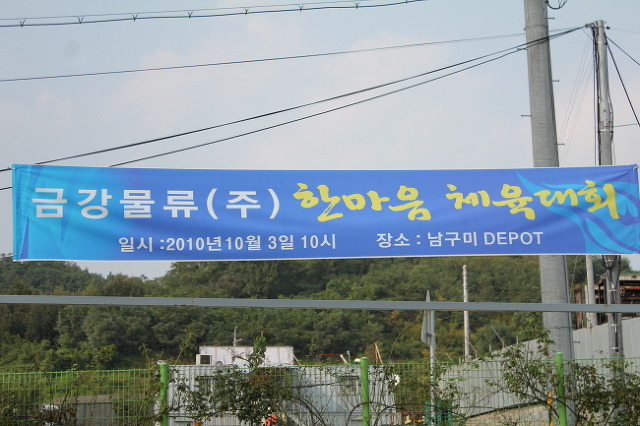 금강물류(주) 한마음 체육대회
일시 :2010년10월 3일 10시 장소 : 남구미 DEPOT